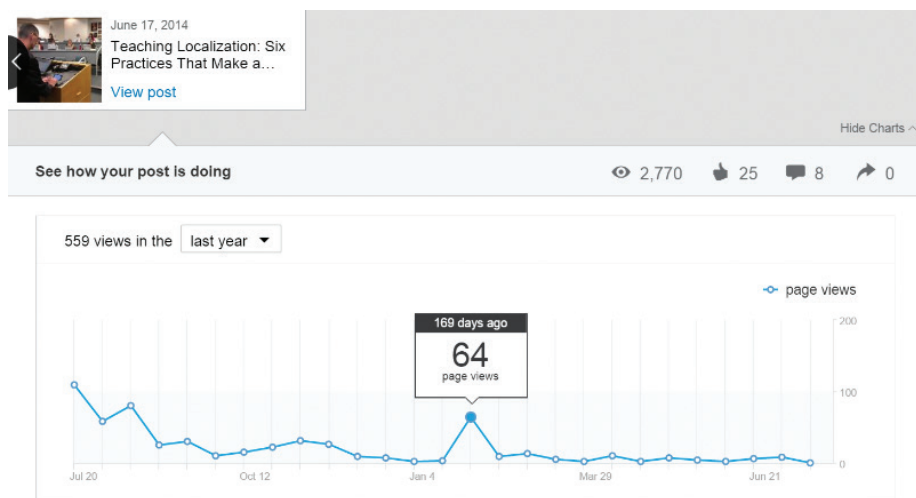 June 17, 2014
Teaching Localization: Six
Practices That Make a...
View post
Hide Charts
See how your post is doing
2,770
25
8
0
559 views in the last year
page views
169 days ago
64
page views
200
100
0
Jul 20
Oct 12
Jan 4
Mar 29
Jun 21